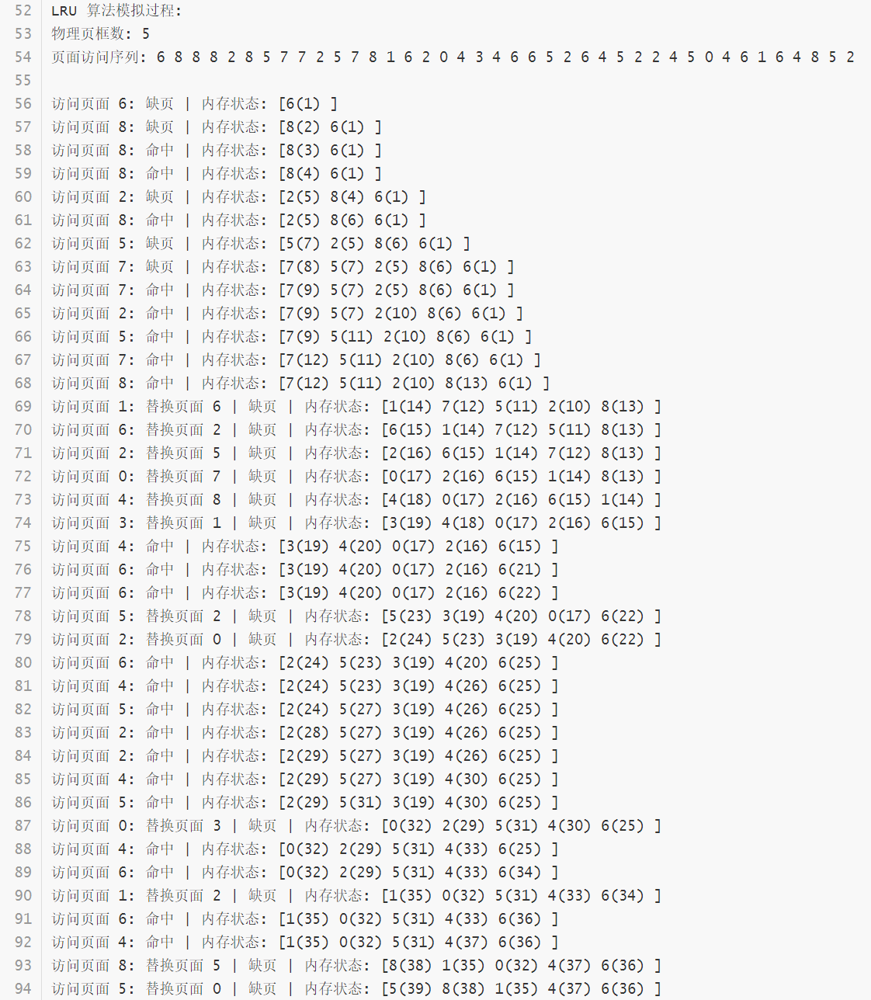 52 LRU 算法模拟过程:
53 物理页框数: 5
54 页面访问序列: 6 8 8 8 2 8 5 7 7 2 5 7 8 1 6 2 0 4 3 4 6 6 5 2 6 4 5 2 2 4 5 0 4 6 1 6 4 8 5 2
55
56 访问页面 6: 缺页 | 内存状态: [6(1) ]
57 访问页面 8: 缺页 | 内存状态: [8(2) 6(1) ]
58 访问页面 8: 命中 | 内存状态: [8(3) 6(1) ]
59 访问页面 8: 命中 | 内存状态: [8(4) 6(1) ]
60 访问页面 2: 缺页 | 内存状态: [2(5) 8(4) 6(1) ]
61 访问页面 8: 命中 | 内存状态: [2(5) 8(6) 6(1) ]
62 访问页面 5: 缺页 | 内存状态: [5(7) 2(5) 8(6) 6(1) ]
63 访问页面 7: 缺页 | 内存状态: [7(8) 5(7) 2(5) 8(6) 6(1) ]
64 访问页面 7: 命中 | 内存状态: [7(9) 5(7) 2(5) 8(6) 6(1) ]
65 访问页面 2: 命中 | 内存状态: [7(9) 5(7) 2(10) 8(6) 6(1) ]
66 访问页面 5: 命中 | 内存状态: [7(9) 5(11) 2(10) 8(6) 6(1) ]
67 访问页面 7: 命中 | 内存状态: [7(12) 5(11) 2(10) 8(6) 6(1) ]
68 访问页面 8: 命中 | 内存状态: [7(12) 5(11) 2(10) 8(13) 6(1) ]
69 访问页面 1: 替换页面 6 | 缺页 | 内存状态: [1(14) 7(12) 5(11) 2(10) 8(13) ]
70 访问页面 6: 替换页面 2 | 缺页 | 内存状态: [6(15) 1(14) 7(12) 5(11) 8(13) ]
71 访问页面 2: 替换页面 5 | 缺页 | 内存状态: [2(16) 6(15) 1(14) 7(12) 8(13) ]
72 访问页面 0: 替换页面 7 | 缺页 | 内存状态: [0(17) 2(16) 6(15) 1(14) 8(13) ]
73 访问页面 4: 替换页面 8 | 缺页 | 内存状态: [4(18) 0(17) 2(16) 6(15) 1(14) ]
74 访问页面 3: 替换页面 1 | 缺页 | 内存状态: [3(19) 4(18) 0(17) 2(16) 6(15) ]
75 访问页面 4: 命中 | 内存状态: [3(19) 4(20) 0(17) 2(16) 6(15) ]
76 访问页面 6: 命中 | 内存状态: [3(19) 4(20) 0(17) 2(16) 6(21) ]
77 访问页面 6: 命中 | 内存状态: [3(19) 4(20) 0(17) 2(16) 6(22) ]
78 访问页面 5: 替换页面 2 | 缺页 | 内存状态: [5(23) 3(19) 4(20) 0(17) 6(22) ]
79 访问页面 2: 替换页面 0 | 缺页 | 内存状态: [2(24) 5(23) 3(19) 4(20) 6(22) ]
80 访问页面 6: 命中 | 内存状态: [2(24) 5(23) 3(19) 4(20) 6(25) ]
81 访问页面 4: 命中 | 内存状态: [2(24) 5(23) 3(19) 4(26) 6(25) ]
82 访问页面 5: 命中 | 内存状态: [2(24) 5(27) 3(19) 4(26) 6(25) ]
83 访问页面 2: 命中 | 内存状态: [2(28) 5(27) 3(19) 4(26) 6(25) ]
84 访问页面 2: 命中 | 内存状态: [2(29) 5(27) 3(19) 4(26) 6(25) ]
85 访问页面 4: 命中 | 内存状态: [2(29) 5(27) 3(19) 4(30) 6(25) ]
86 访问页面 5: 命中 | 内存状态: [2(29) 5(31) 3(19) 4(30) 6(25) ]
87 访问页面 0: 替换页面 3 | 缺页 | 内存状态: [0(32) 2(29) 5(31) 4(30) 6(25) ]
88 访问页面 4: 命中 | 内存状态: [0(32) 2(29) 5(31) 4(33) 6(25) ]
89 访问页面 6: 命中 | 内存状态: [0(32) 2(29) 5(31) 4(33) 6(34) ]
90 访问页面 1: 替换页面 2 | 缺页 | 内存状态: [1(35) 0(32) 5(31) 4(33) 6(34) ]
91 访问页面 6: 命中 | 内存状态: [1(35) 0(32) 5(31) 4(33) 6(36) ]
92 访问页面 4: 命中 | 内存状态: [1(35) 0(32) 5(31) 4(37) 6(36) ]
93 访问页面 8: 替换页面 5 | 缺页 | 内存状态: [8(38) 1(35) 0(32) 4(37) 6(36) ]
94 访问页面 5: 替换页面 0 | 缺页 | 内存状态: [5(39) 8(38) 1(35) 4(37) 6(36) ]